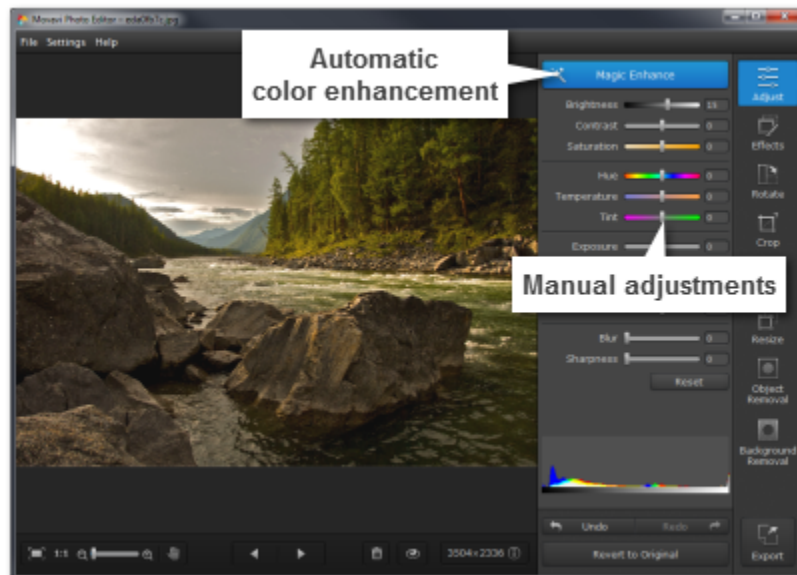 Movavi Photo Editor – eda0fb7c.jpg
File Settings Help
Automatic
color enhancement
Magic Enhance
Brightness 15
Contrast 0
Saturation 0
Hue 0
Temperature 0
Tint 0
Exposure 0
Manual adjustments
Blur 0
Sharpness 0
Reset
Adjust
Effects
Rotate
Crop
Resize
Object
Removal
Background
Removal
1:1
3504×2336
Undo Redo
Revert to Original
Export